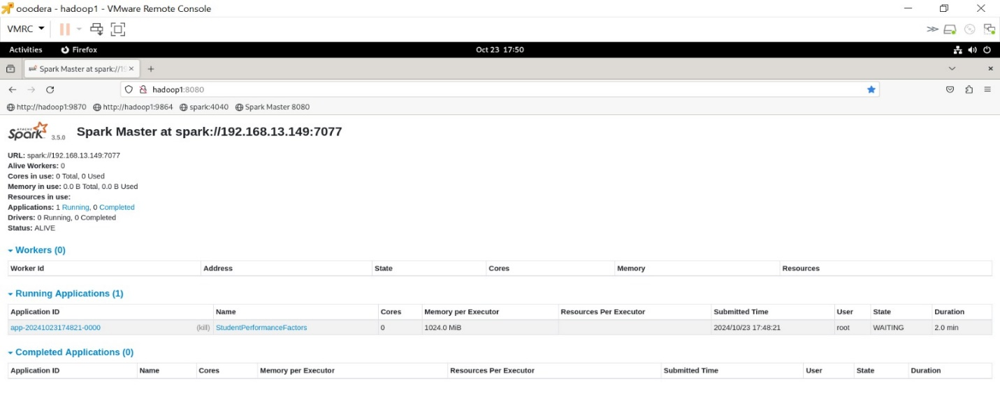 ooodera - hadoop1 - VMware Remote Console
VMRC
Activities Firefox Oct 23 17:50
Spark Master at spark://19
hadoop1:8080
http://hadoop1:9870 http://hadoop1:9864 spark:4040 Spark Master 8080
APACHE Spark 3.5.0 Spark Master at spark://192.168.13.149:7077
URL: spark://192.168.13.149:7077
Alive Workers: 0
Cores in use: 0 Total, 0 Used
Memory in use: 0.0 B Total, 0.0 B Used
Resources in use:
Applications: 1 Running, 0 Completed
Drivers: 0 Running, 0 Completed
Status: ALIVE
Workers (0)
Worker Id Address State Cores Memory Resources
Running Applications (1)
Application ID Name Cores Memory per Executor Resources Per Executor Submitted Time User State Duration
app-20241023174821-0000 (kill) StudentPerformanceFactors 0 1024.0 MiB 2024/10/23 17:48:21 root WAITING 2.0 min
Completed Applications (0)
Application ID Name Cores Memory per Executor Resources Per Executor Submitted Time User State Duration